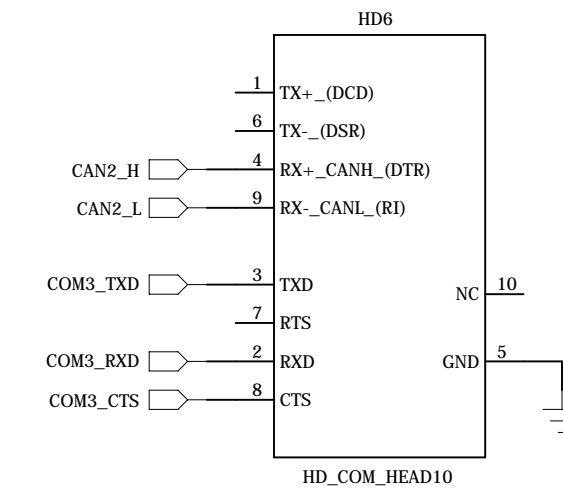 HD6
1 TX+_(DCD)
6 TX-_(DSR)
CAN2_H 4 RX+_CANH_(DTR)
CAN2_L 9 RX-_CANL_(RI)
COM3_TXD 3 TXD
NC 10
7 RTS
COM3_RXD 2 RXD GND 5
COM3_CTS 8 CTS
HD_COM_HEAD10